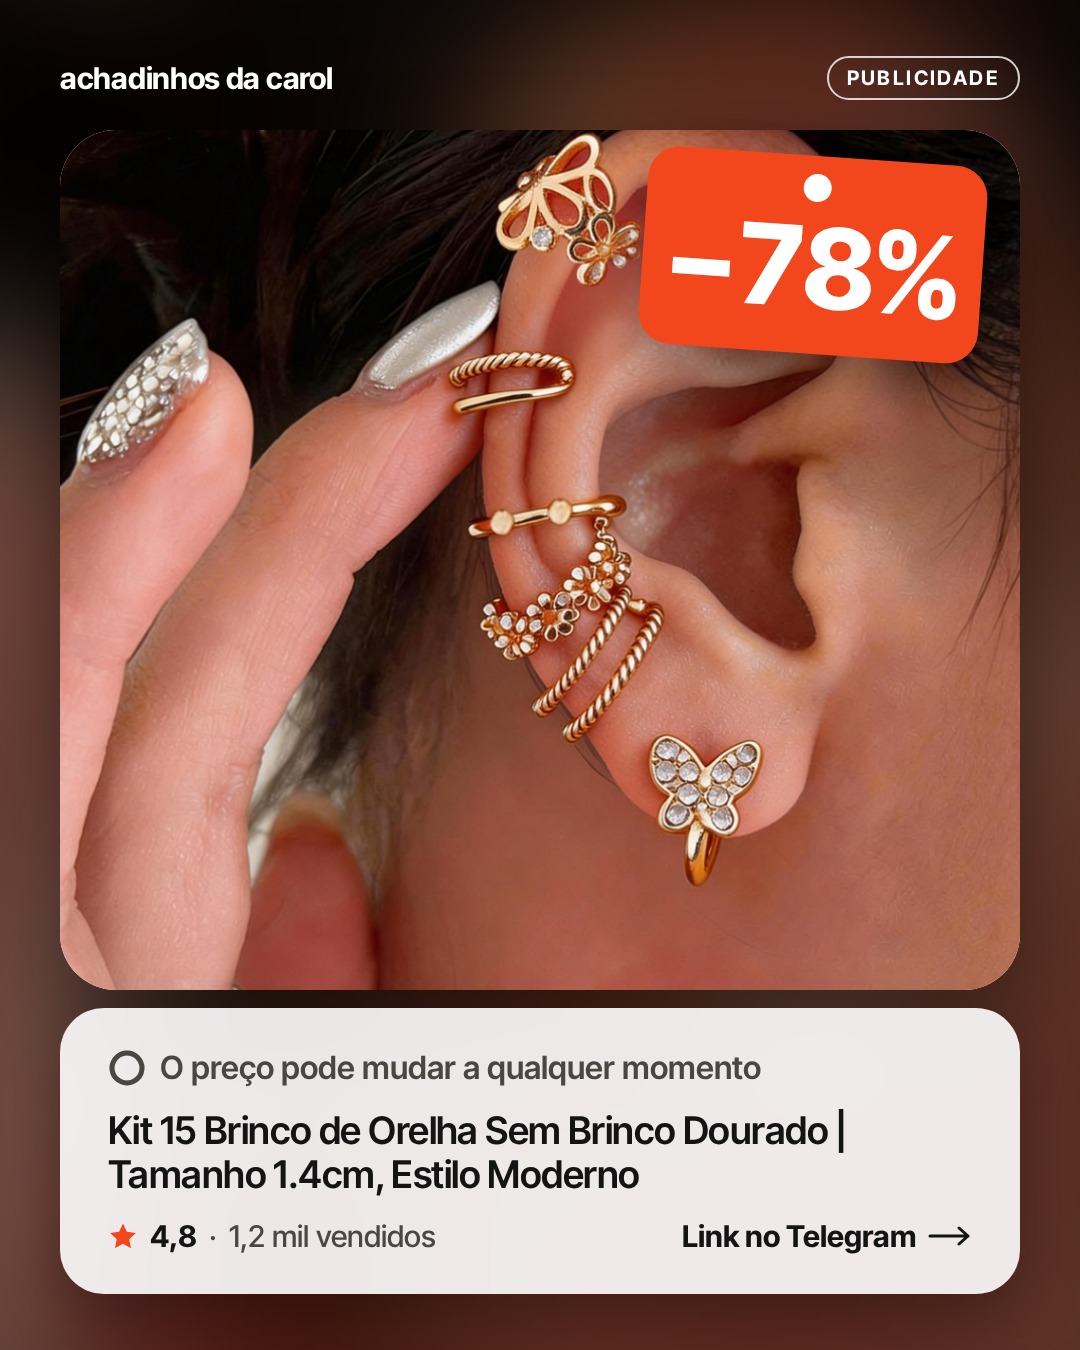 achadinhos da carol
PUBLICIDADE
–78%
O preço pode mudar a qualquer momento
Kit 15 Brinco de Orelha Sem Brinco Dourado |
Tamanho 1.4cm, Estilo Moderno
4,8 · 1,2 mil vendidos
Link no Telegram →